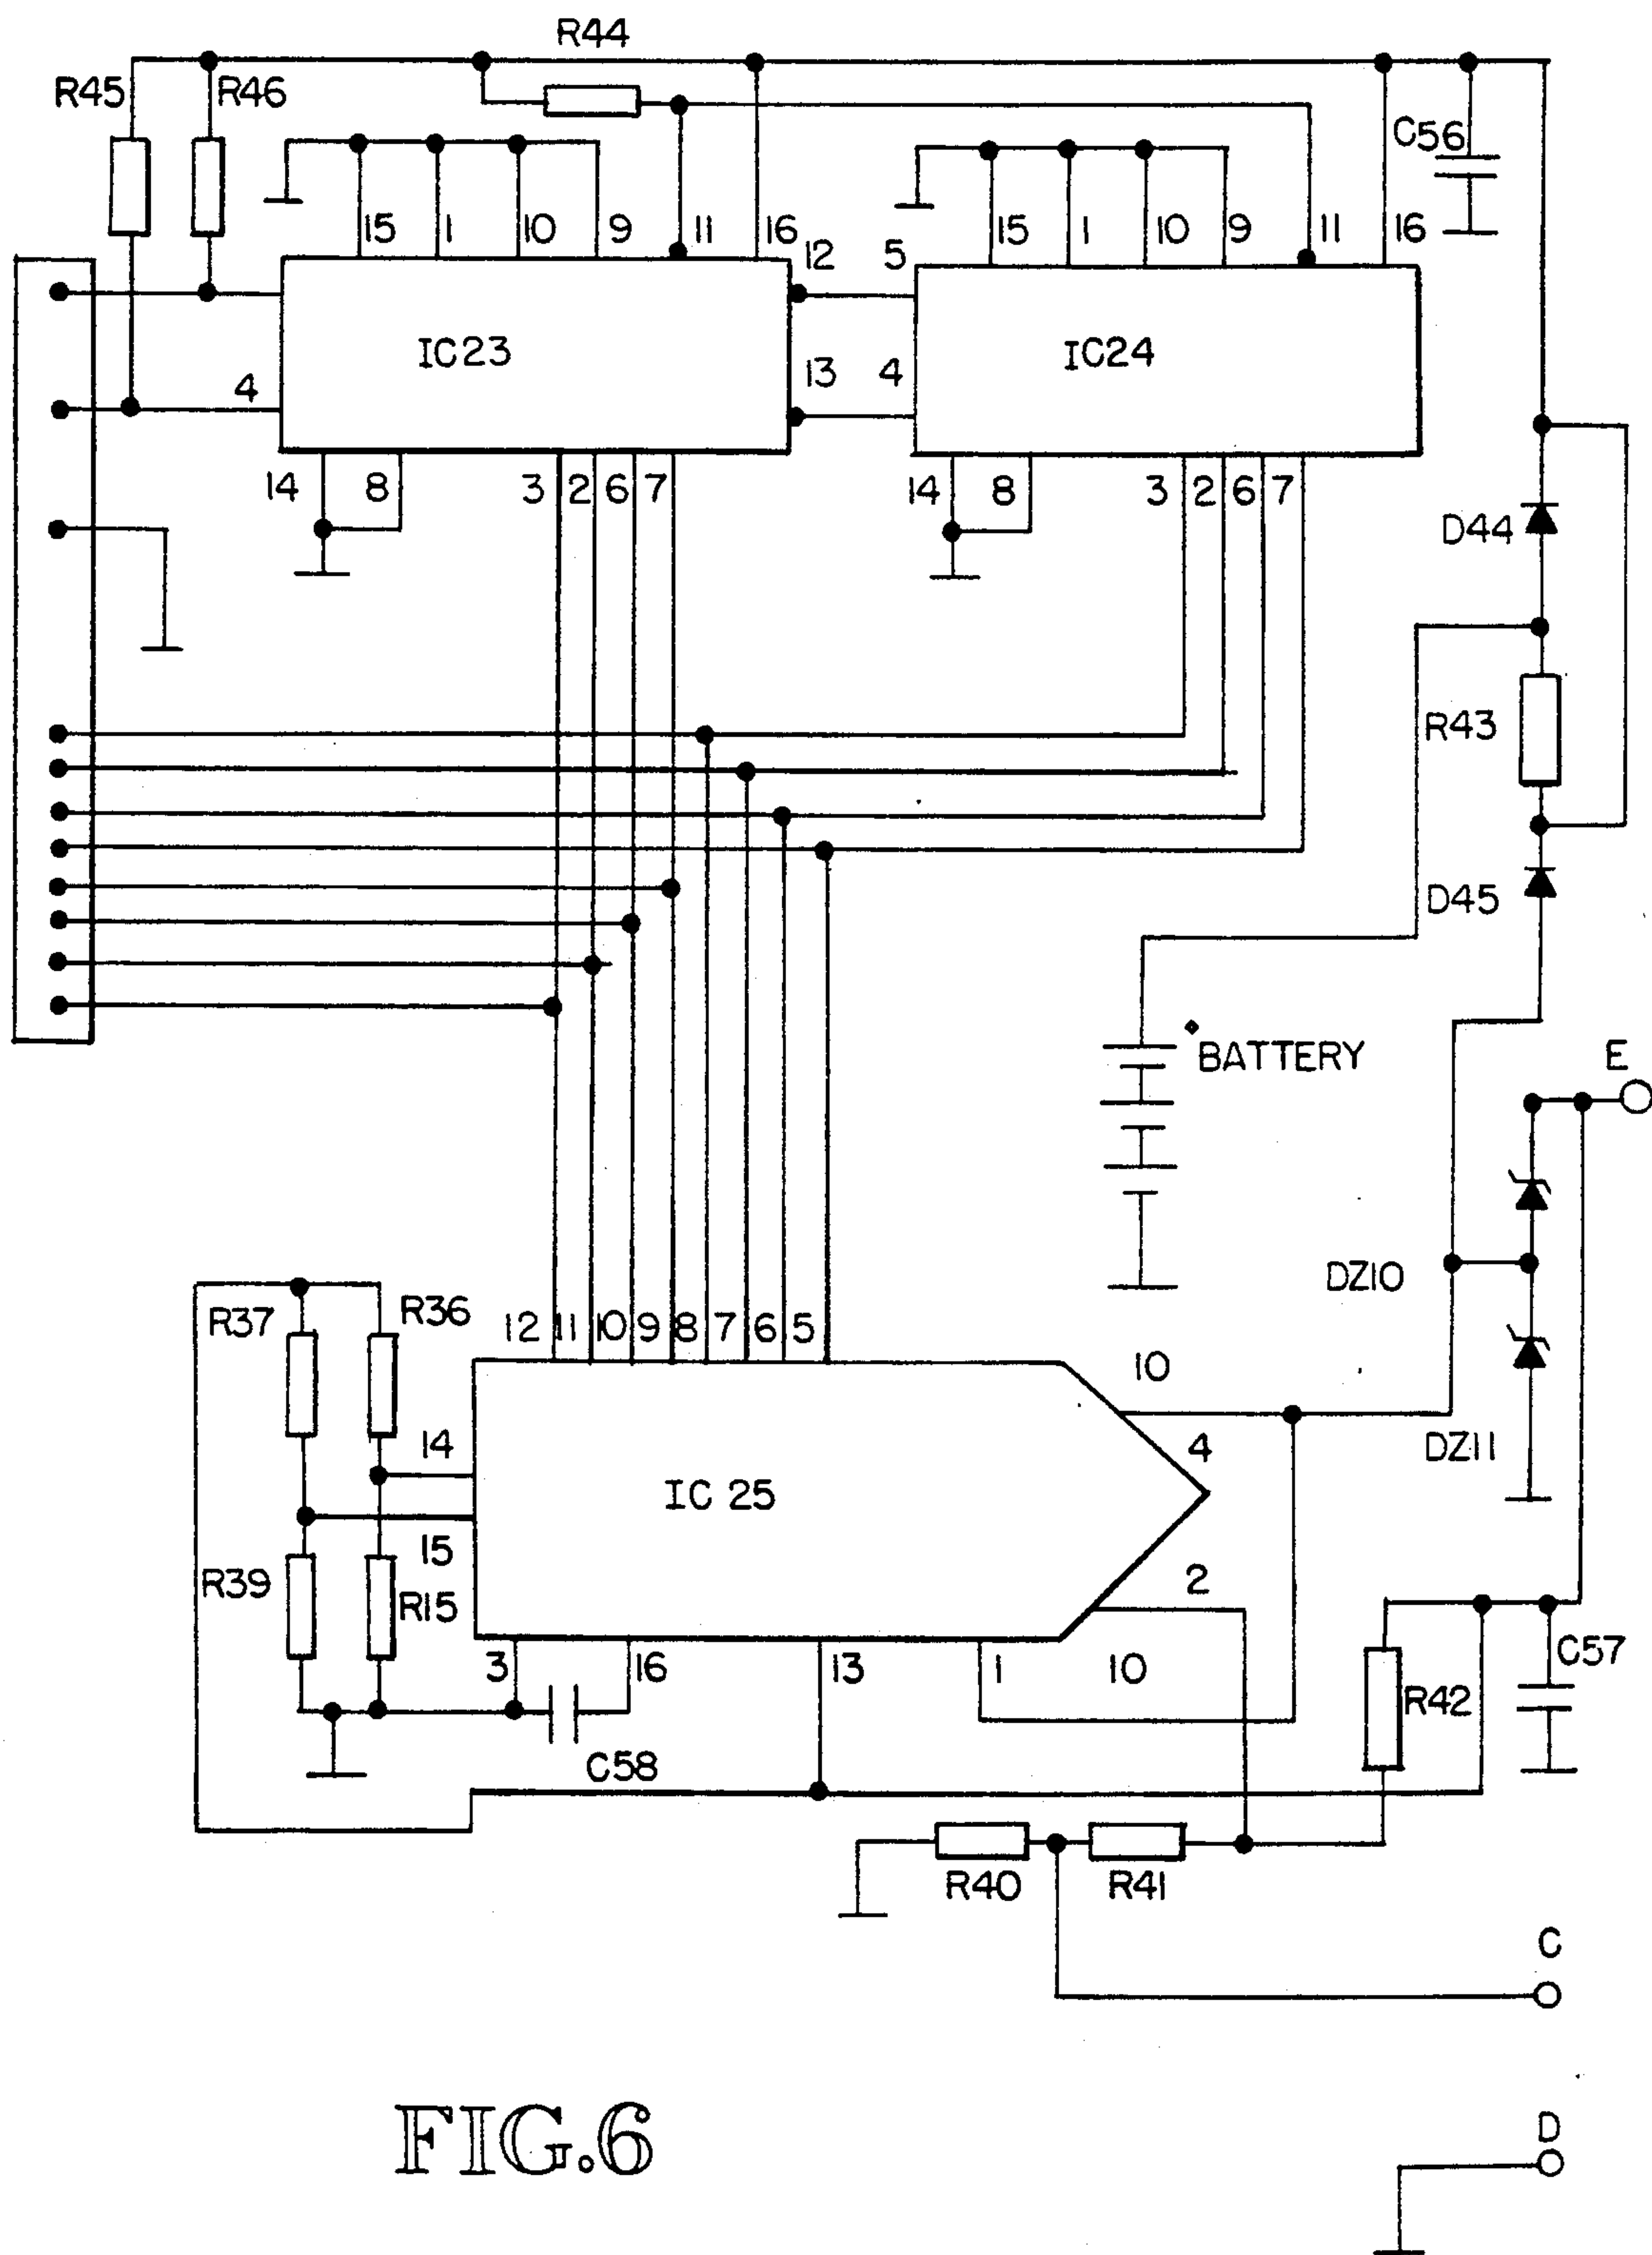 R44
R45
R46
C56
15 1 10 9 11 16
15 1 10 9 11 16
12 5
IC23
IC24
4
13 4
14 8 3 2 6 7
14 8 3 2 6 7
D44
R43
D45
BATTERY
E
DZ10
R37
R36
12 11 10 9 8 7 6 5
10
14
4
DZ11
IC 25
15
2
R39
R15
3 16 13 1 10
C57
R42
C58
R40
R41
C
FIG.6
D